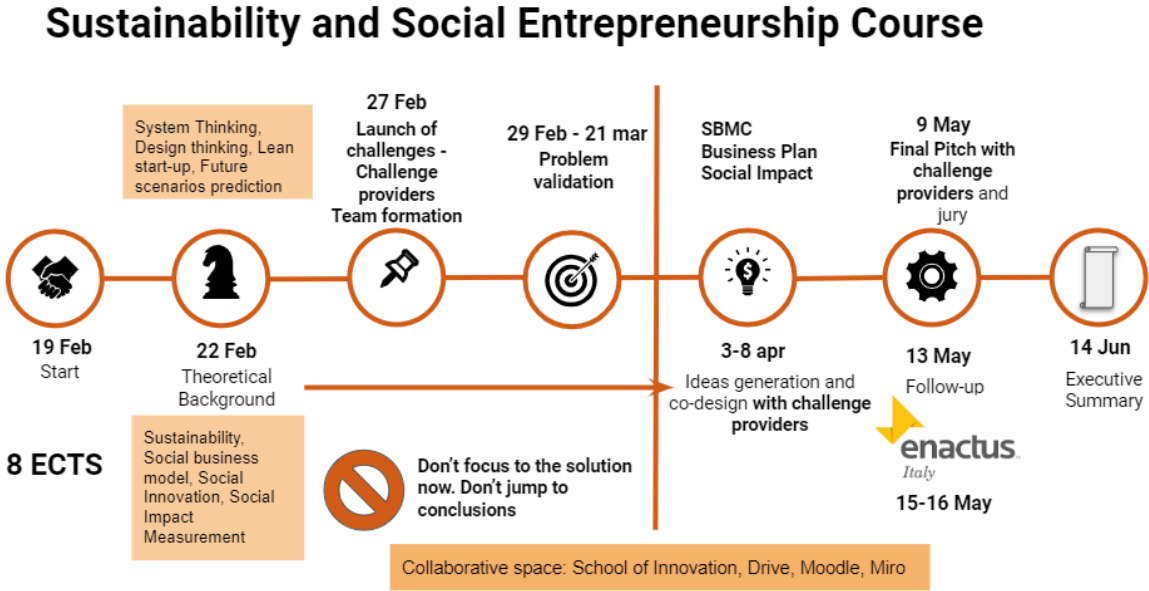 Sustainability and Social Entrepreneurship Course
System Thinking,
Design thinking, Lean
start-up, Future
scenarios prediction
27 Feb
Launch of
challenges -
Challenge
providers
Team formation
29 Feb - 21 mar
Problem
validation
SBMC
Business Plan
Social Impact
9 May
Final Pitch with
challenge
providers and
jury
$
19 Feb
Start
22 Feb
Theoretical
Background
3-8 apr
Ideas generation and
co-design with challenge
providers
13 May
Follow-up
14 Jun
Executive
Summary
8 ECTS
Sustainability,
Social business
model, Social
Innovation, Social
Impact
Measurement
Don’t focus to the solution
now. Don’t jump to
conclusions
enactus
Italy
15-16 May
Collaborative space: School of Innovation, Drive, Moodle, Miro